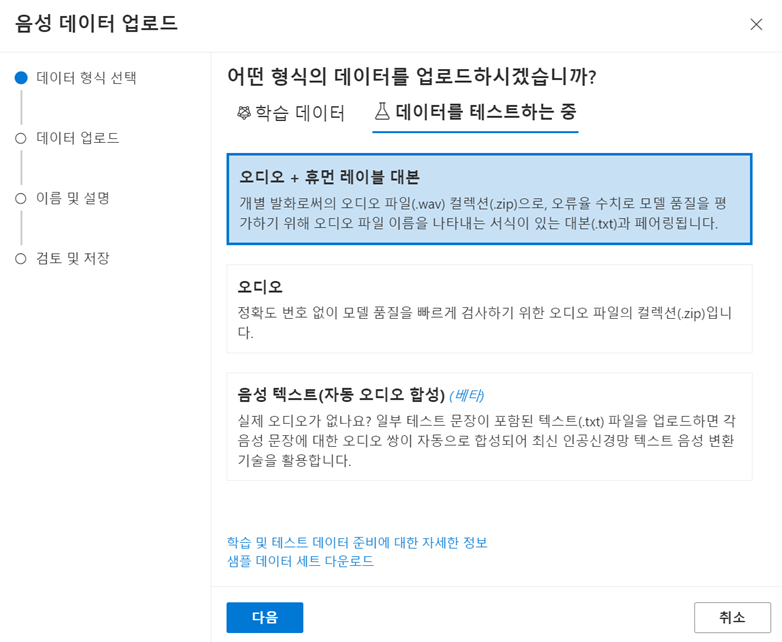 음성 데이터 업로드
데이터 형식 선택
데이터 업로드
이름 및 설명
검토 및 저장
어떤 형식의 데이터를 업로드하시겠습니까?
학습 데이터
데이터를 테스트하는 중
오디오 + 휴먼 레이블 대본
개별 발화로써의 오디오 파일(.wav) 컬렉션(.zip)으로, 오류율 수치로 모델 품질을 평
가하기 위해 오디오 파일 이름을 나타내는 서식이 있는 대본(.txt)과 페어링됩니다.
오디오
정확도 번호 없이 모델 품질을 빠르게 검사하기 위한 오디오 파일의 컬렉션(.zip)입니
다.
음성 텍스트(자동 오디오 합성) (베타)
실제 오디오가 없나요? 일부 테스트 문장이 포함된 텍스트(.txt) 파일을 업로드하면 각
음성 문장에 대한 오디오 쌍이 자동으로 합성되어 최신 인공신경망 텍스트 음성 변환
기술을 활용합니다.
학습 및 테스트 데이터 준비에 대한 자세한 정보
샘플 데이터 세트 다운로드
다음
취소